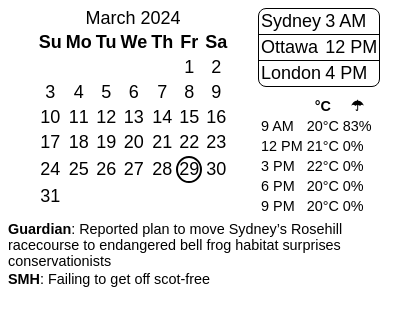 March 2024
Su Mo Tu We Th Fr Sa
1 2
3 4 5 6 7 8 9
10 11 12 13 14 15 16
17 18 19 20 21 22 23
24 25 26 27 28 29 30
31
Sydney 3 AM
Ottawa 12 PM
London 4 PM
°C ☂
9 AM 20°C 83%
12 PM 21°C 0%
3 PM 22°C 0%
6 PM 20°C 0%
9 PM 20°C 0%
Guardian: Reported plan to move Sydney's Rosehill
racecourse to endangered bell frog habitat surprises
conservationists
SMH: Failing to get off scot-free